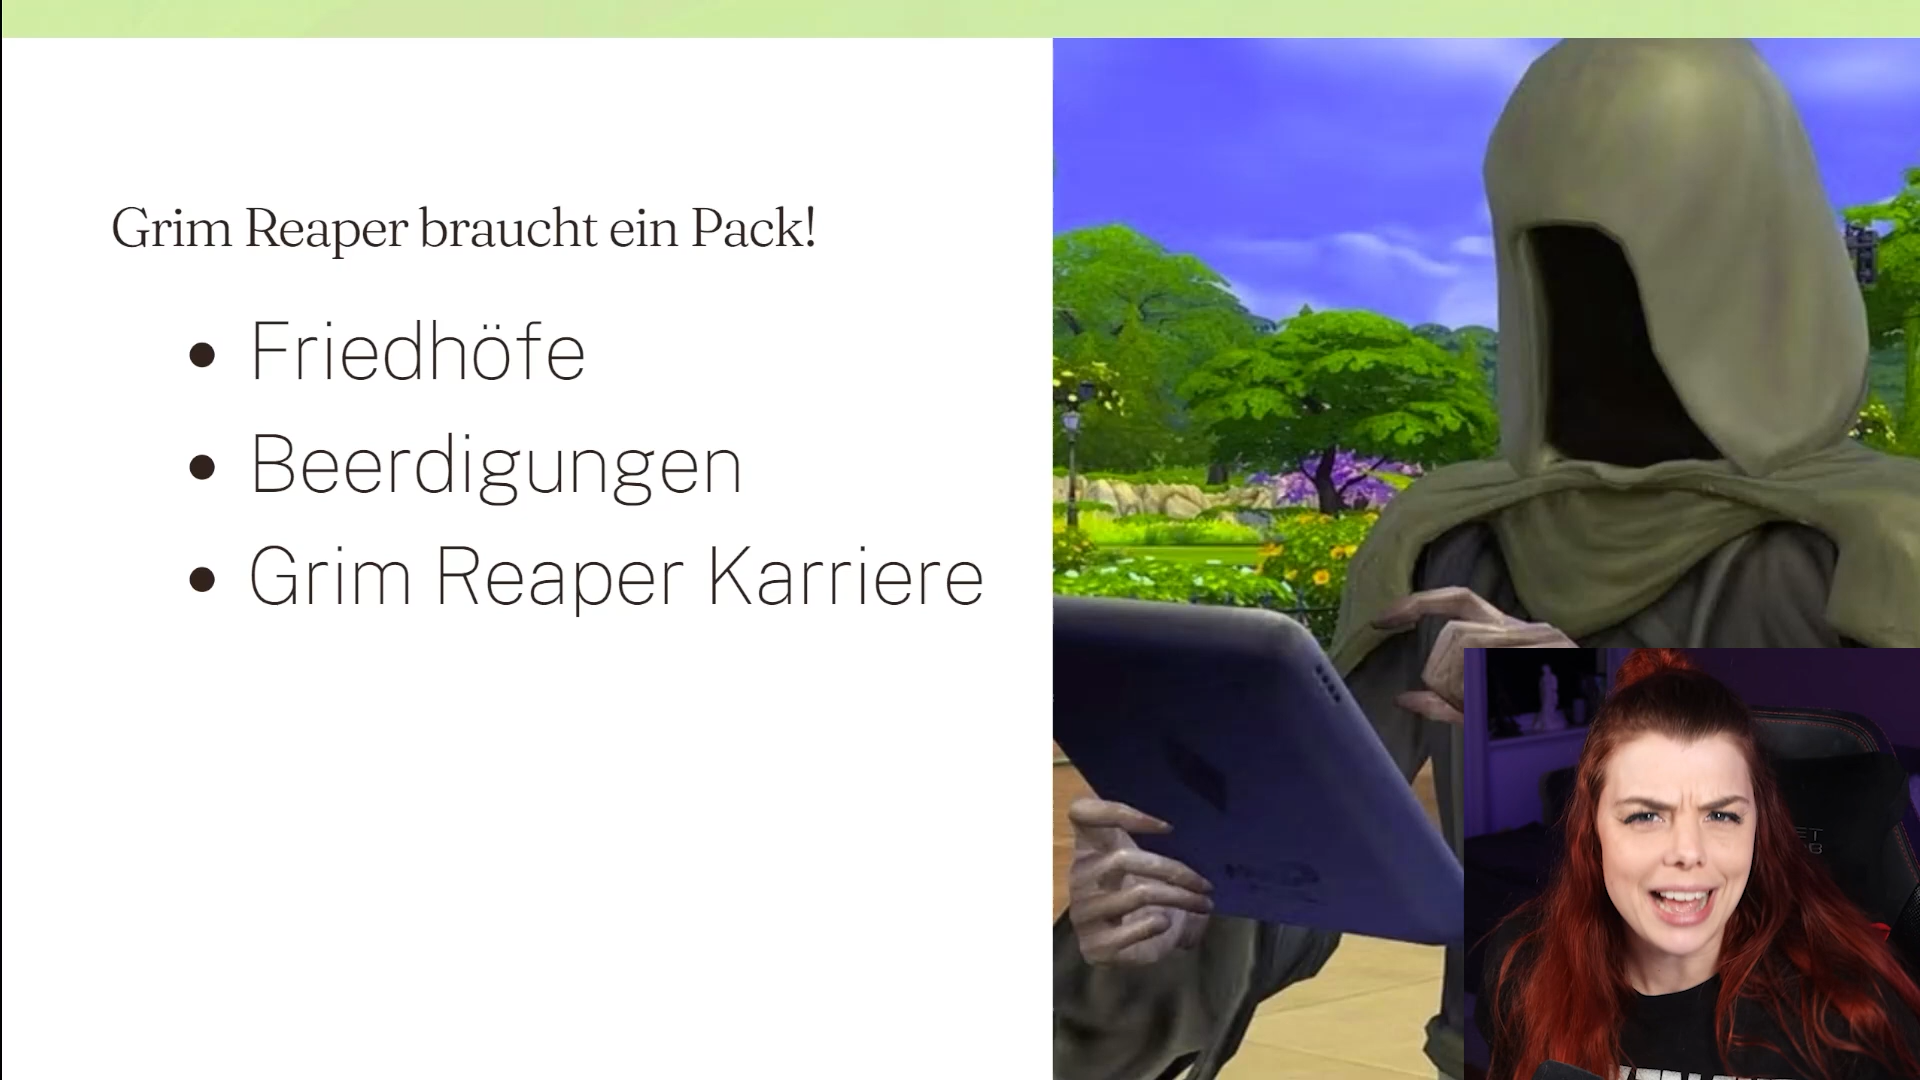 Grim Reaper braucht ein Pack!
• Friedhöfe
• Beerdigungen
• Grim Reaper Karriere